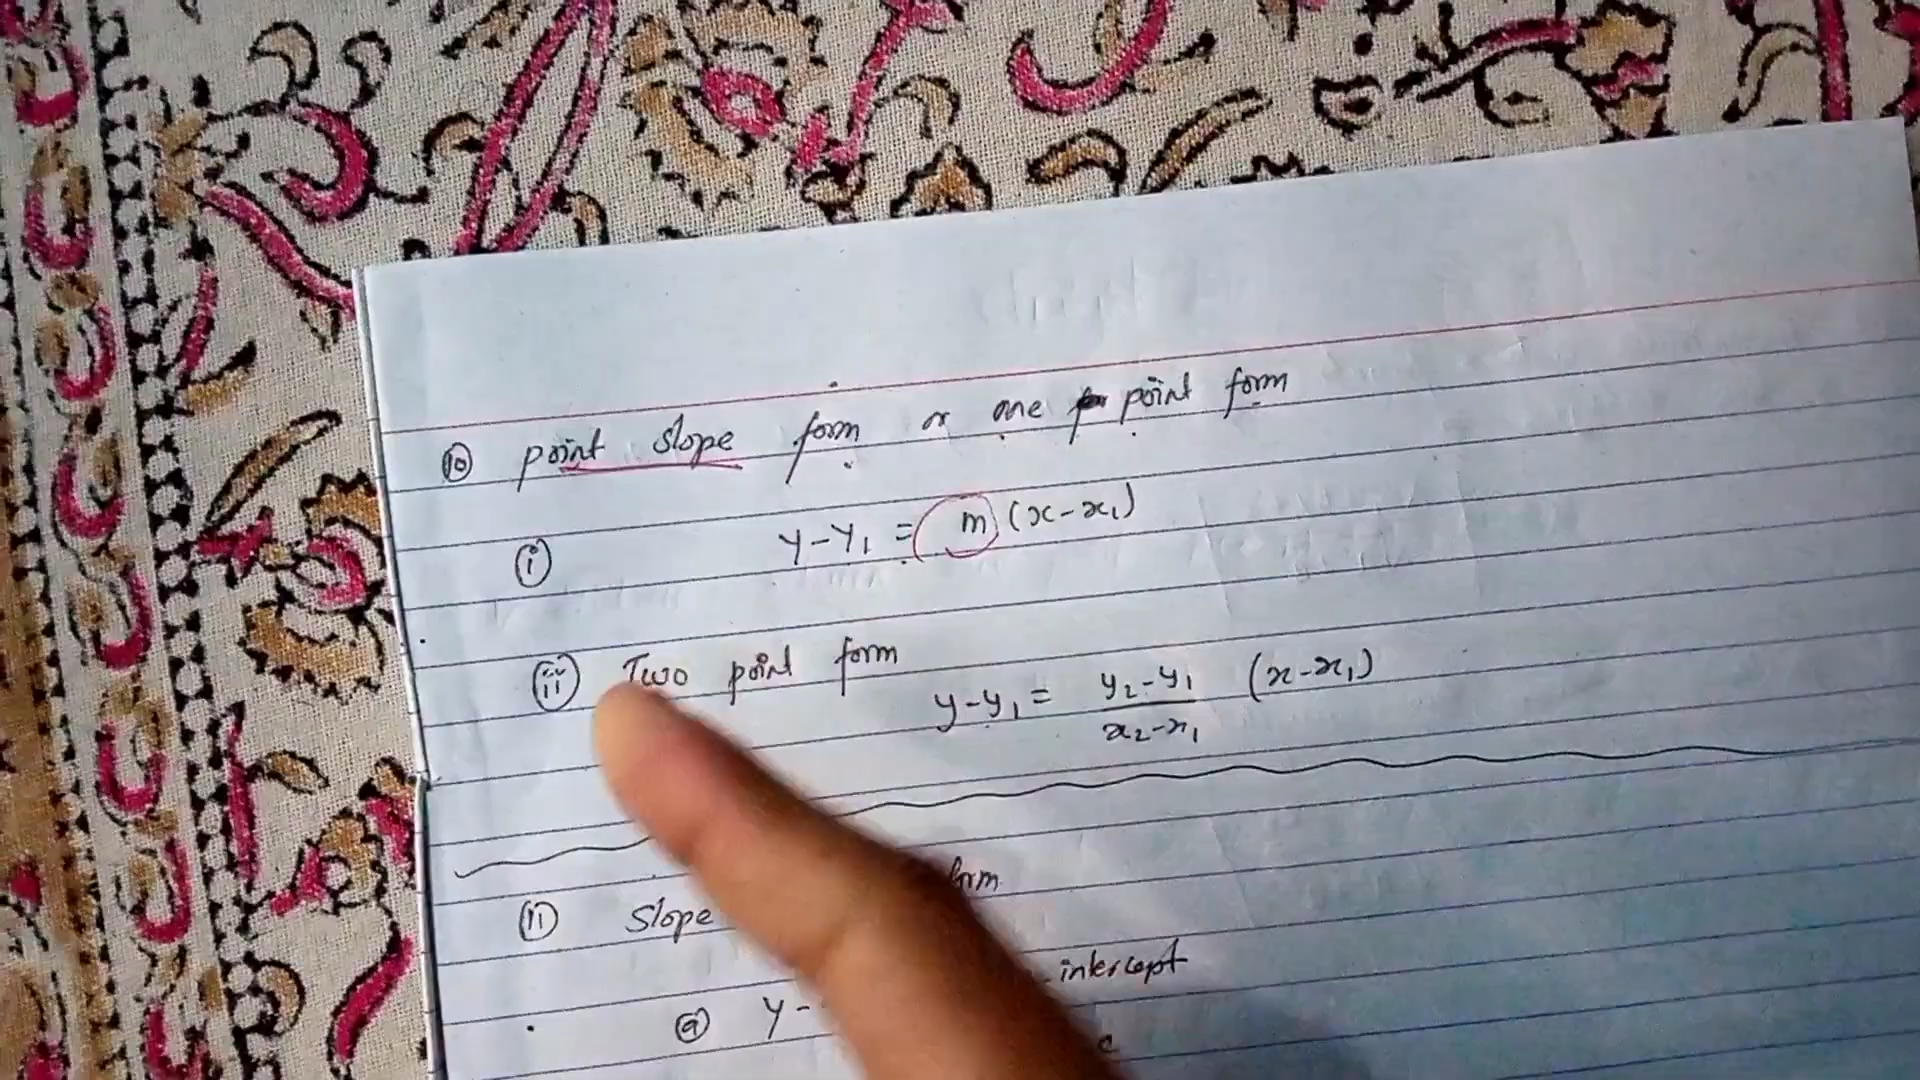 ⑩ point slope form or one point form
(i) y-y₁ = m (x-x₁)
(ii) Two point form
y-y₁ = y₂-y₁ / x₂-x₁ (x-x₁)
⑪ Slope form
intercept
ⓐ y -
c